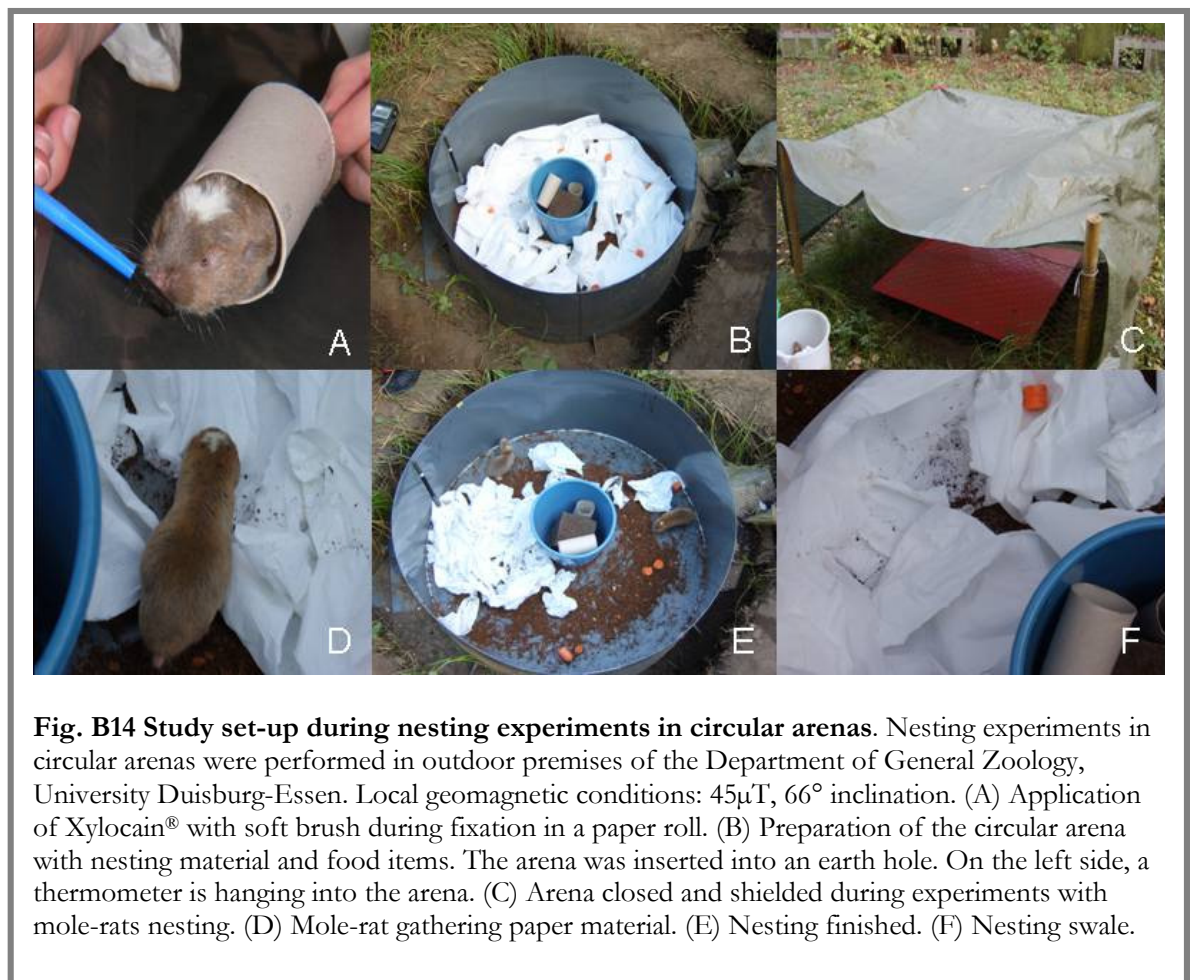 A
B
C
D
E
F
Fig. B14 Study set-up during nesting experiments in circular arenas. Nesting experiments in
circular arenas were performed in outdoor premises of the Department of General Zoology,
University Duisburg-Essen. Local geomagnetic conditions: 45µT, 66° inclination. (A) Application
of Xylocain® with soft brush during fixation in a paper roll. (B) Preparation of the circular arena
with nesting material and food items. The arena was inserted into an earth hole. On the left side, a
thermometer is hanging into the arena. (C) Arena closed and shielded during experiments with
mole-rats nesting. (D) Mole-rat gathering paper material. (E) Nesting finished. (F) Nesting swale.